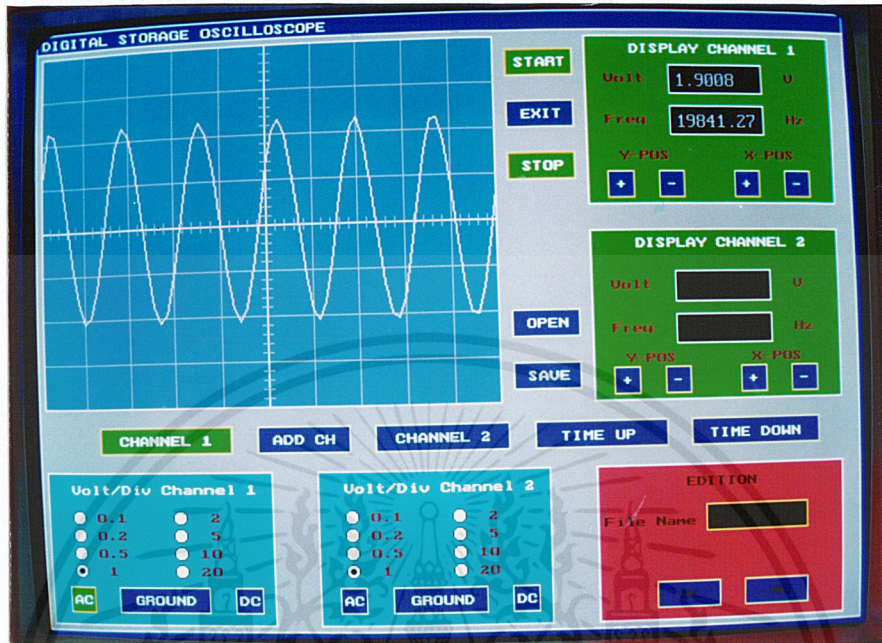 DIGITAL STORAGE OSCILLOSCOPE
START
EXIT
STOP
OPEN
SAVE
DISPLAY CHANNEL 1
Volt 1.9008 V
Freq 19841.27 Hz
Y-POS X-POS
+ - + -
DISPLAY CHANNEL 2
Volt V
Freq Hz
Y-POS X-POS
+ - + -
CHANNEL 1 ADD CH CHANNEL 2 TIME UP TIME DOWN
Volt/Div Channel 1
0.1 2
0.2 5
0.5 10
1 20
AC GROUND DC
Volt/Div Channel 2
0.1 2
0.2 5
0.5 10
1 20
AC GROUND DC
EDITION
File Name